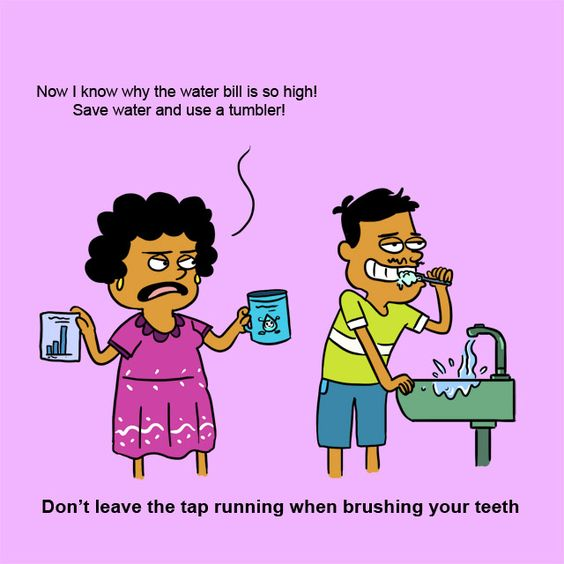 Now I know why the water bill is so high!
Save water and use a tumbler!
Don't leave the tap running when brushing your teeth